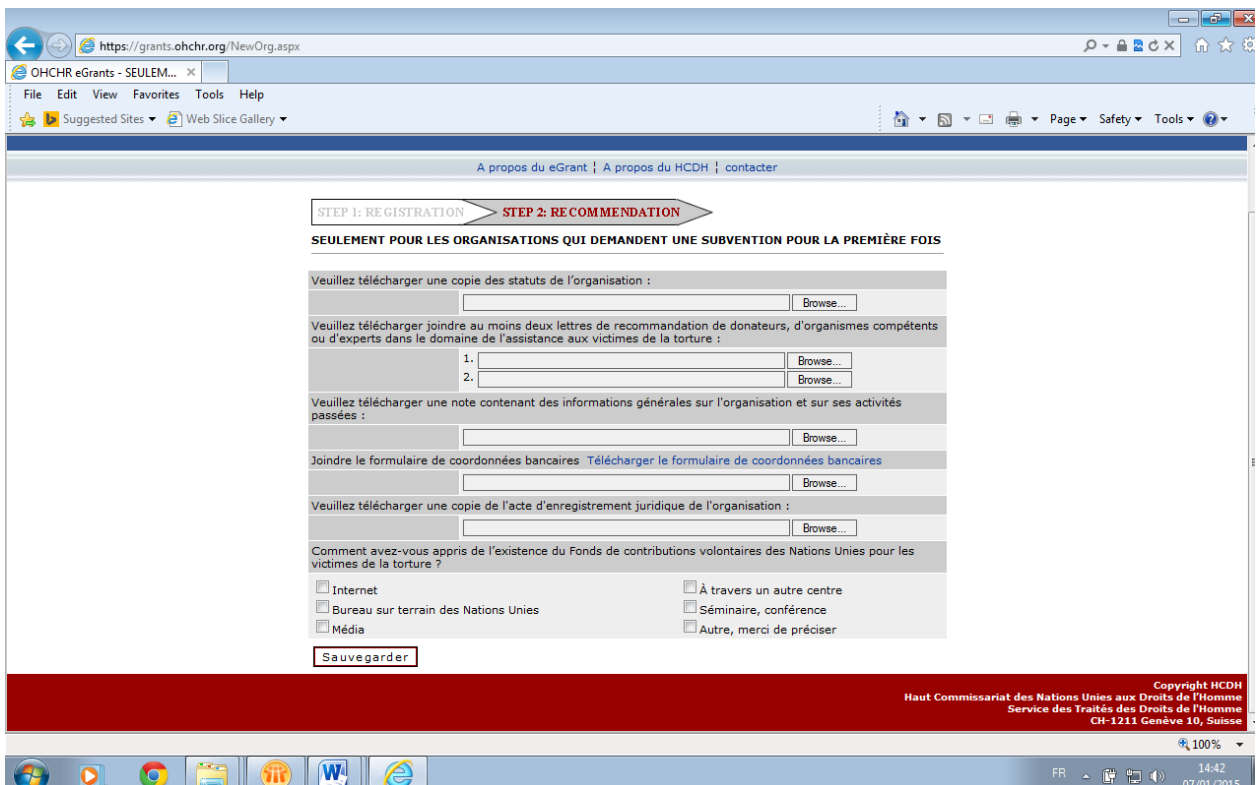 https://grants.ohchr.org/NewOrg.aspx
OHCHR eGrants - SEULEM...
File Edit View Favorites Tools Help
Suggested Sites Web Slice Gallery Page Safety Tools
A propos du eGrant ¦ A propos du HCDH ¦ contacter
STEP 1: REGISTRATION STEP 2: RECOMMENDATION
SEULEMENT POUR LES ORGANISATIONS QUI DEMANDENT UNE SUBVENTION POUR LA PREMIÈRE FOIS
Veuillez télécharger une copie des statuts de l’organisation :
Browse...
Veuillez télécharger joindre au moins deux lettres de recommandation de donateurs, d'organismes compétents
ou d'experts dans le domaine de l'assistance aux victimes de la torture :
1. Browse...
2. Browse...
Veuillez télécharger une note contenant des informations générales sur l'organisation et sur ses activités
passées :
Browse...
Joindre le formulaire de coordonnées bancaires Télécharger le formulaire de coordonnées bancaires
Browse...
Veuillez télécharger une copie de l'acte d'enregistrement juridique de l'organisation :
Browse...
Comment avez-vous appris de l’existence du Fonds de contributions volontaires des Nations Unies pour les
victimes de la torture ?
Internet À travers un autre centre
Bureau sur terrain des Nations Unies Séminaire, conférence
Média Autre, merci de préciser
Sauvegarder
Copyright HCDH
Haut Commissariat des Nations Unies aux Droits de l’Homme
Service des Traités des Droits de l'Homme
CH-1211 Genève 10, Suisse
100%
FR 14:42
07/01/2015